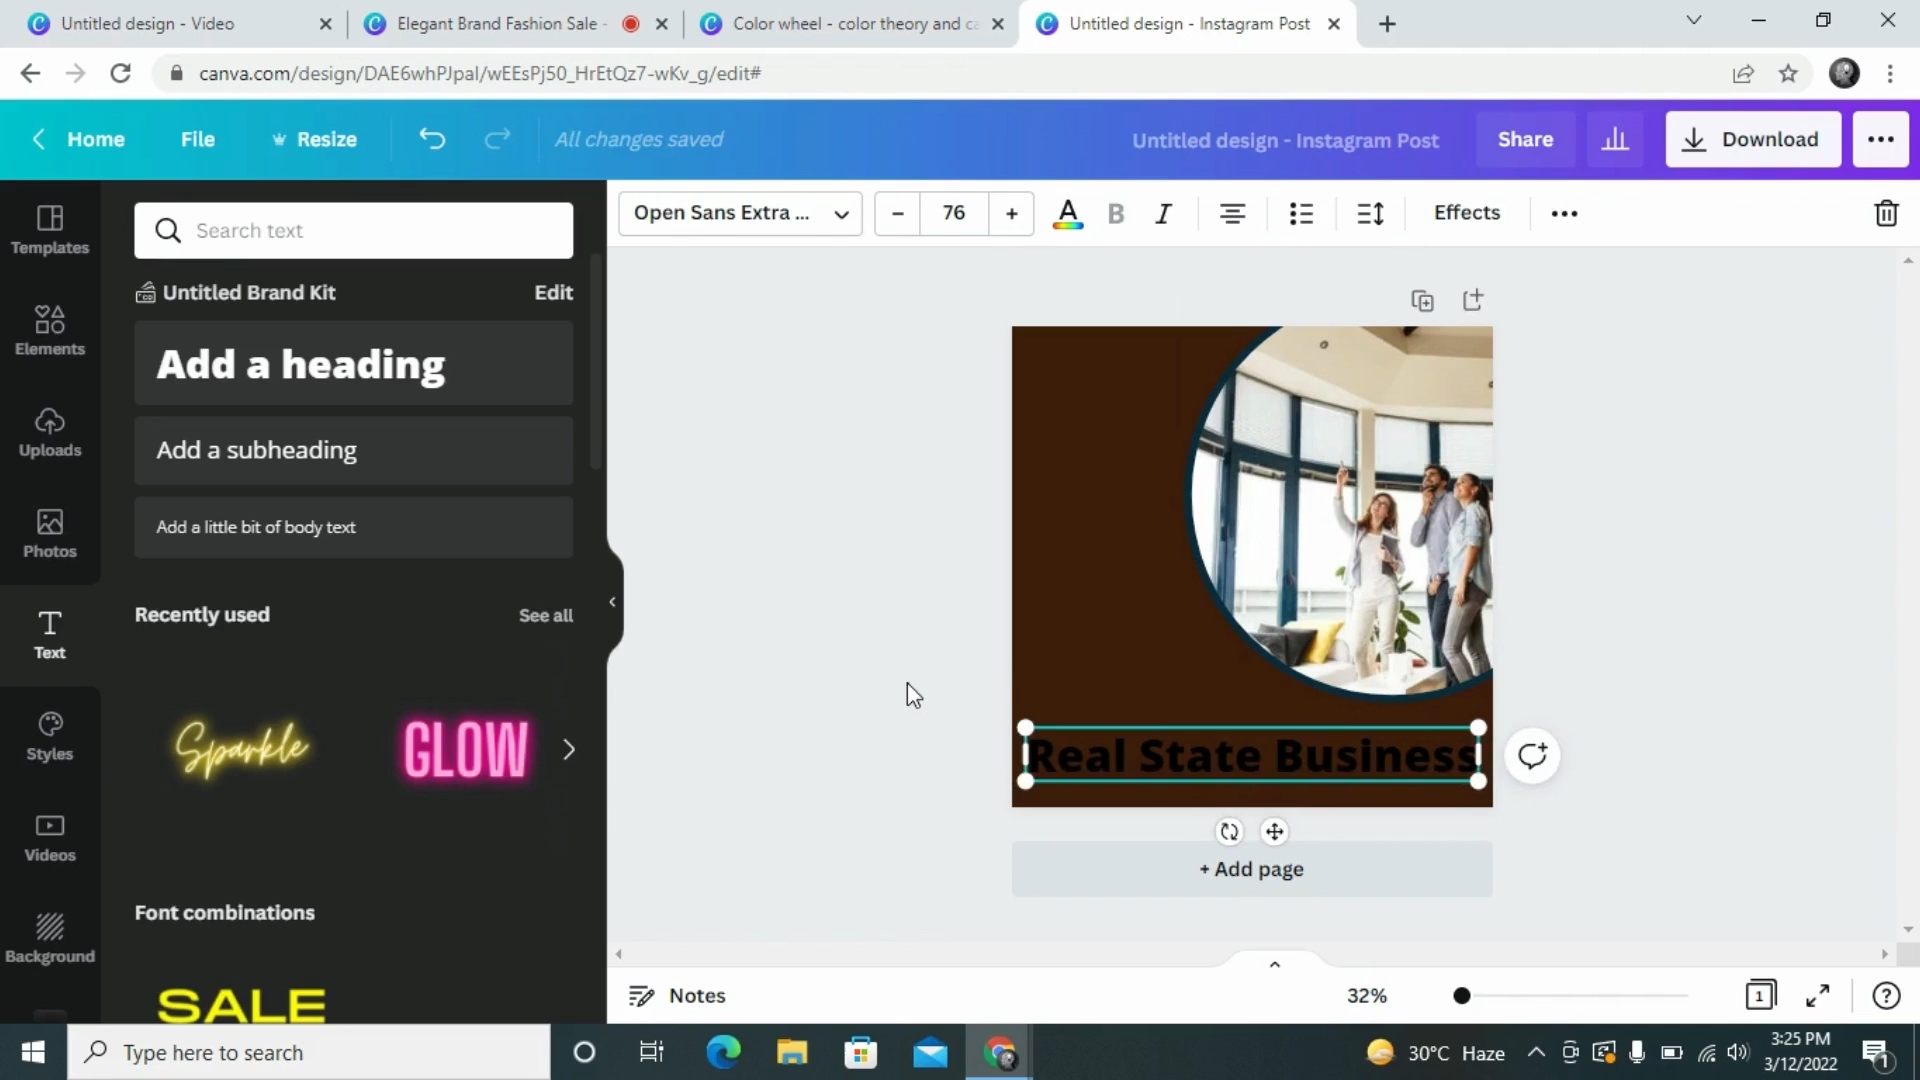 Untitled design - Video
Elegant Brand Fashion Sale -
Color wheel - color theory and ca
Untitled design - Instagram Post
canva.com/design/DAE6whPJpaI/wEEsPj50_HrEtQz7-wKv_g/edit#
Home
File
Resize
All changes saved
Untitled design - Instagram Post
Share
Download
Templates
Elements
Uploads
Photos
Text
Styles
Videos
Background
Search text
Untitled Brand Kit
Edit
Add a heading
Add a subheading
Add a little bit of body text
Recently used
See all
Sparkle
GLOW
Font combinations
SALE
Open Sans Extra ...
76
A
B
I
Effects
Real State Business
+ Add page
Notes
32%
1
Type here to search
30°C Haze
3:25 PM
3/12/2022
1